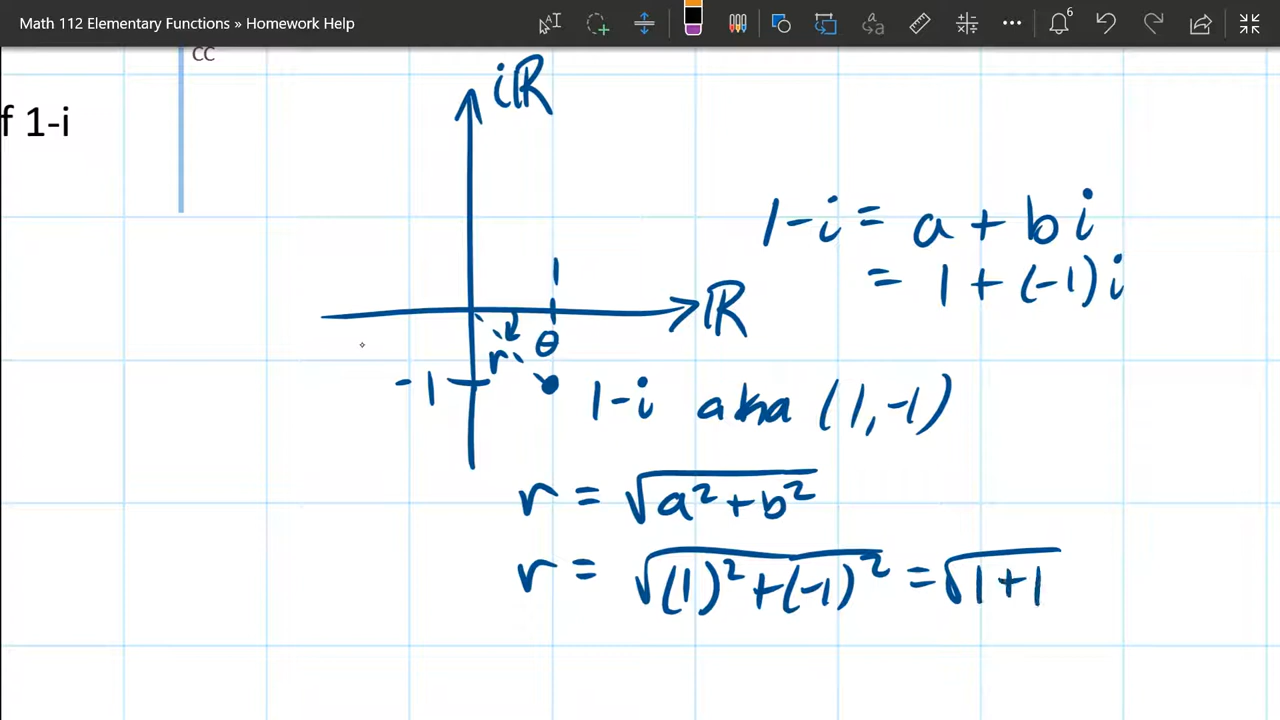 Math 112 Elementary Functions » Homework Help
6
CC
f 1-i
iℝ
1-i = a + bi
= 1 + (-1)i
1
ℝ
θ
r
-1
1-i aka (1,-1)
r = √a²+b²
r = √(1)²+(-1)² = √1+1